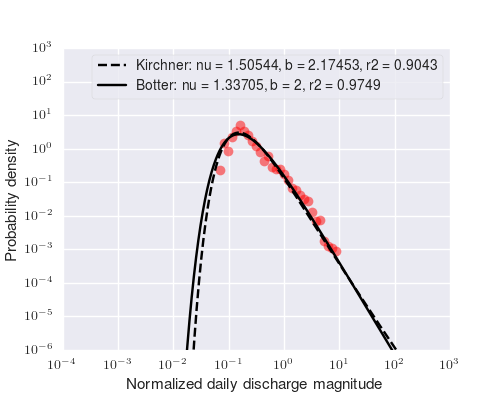 Kirchner: nu = 1.50544, b = 2.17453, r2 = 0.9043
Botter: nu = 1.33705, b = 2, r2 = 0.9749
Probability density
10³
10²
10¹
10⁰
10⁻¹
10⁻²
10⁻³
10⁻⁴
10⁻⁵
10⁻⁶
10⁻⁴ 10⁻³ 10⁻² 10⁻¹ 10⁰ 10¹ 10² 10³
Normalized daily discharge magnitude